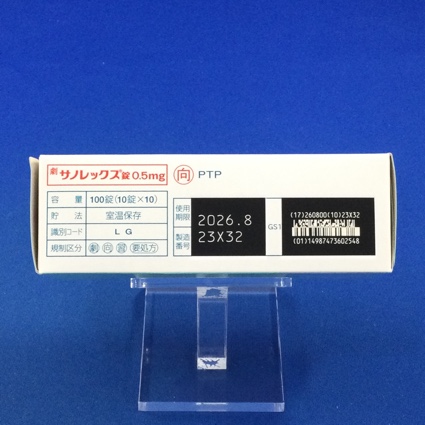 劇 サノレックス錠0.5mg 向 PTP
容 量 100錠(10錠×10)
貯 法 室温保存
識別コード L G
規制区分 劇 向 習 要処方
使用期限 2026.8
製造番号 23X32
GS1
(17)260800(10)23X32
(01)14987473602548